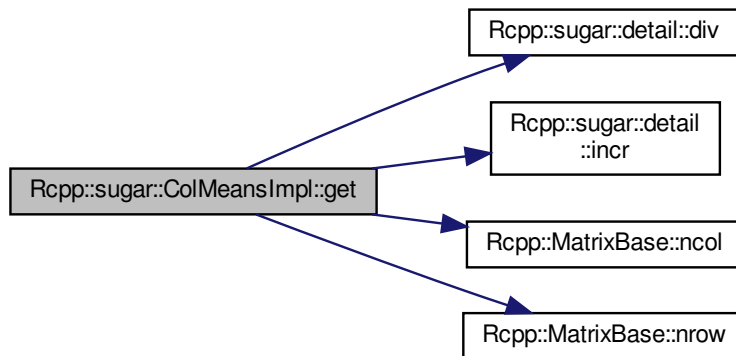 Rcpp::sugar::ColMeansImpl::get
Rcpp::sugar::detail::div
Rcpp::sugar::detail
::incr
Rcpp::MatrixBase::ncol
Rcpp::MatrixBase::nrow